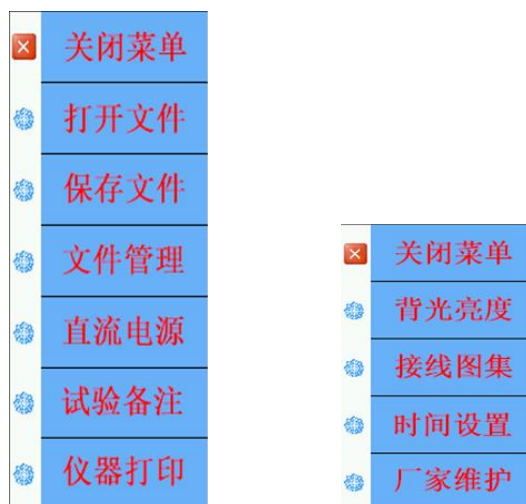 关闭菜单
打开文件
保存文件
文件管理
直流电源
试验备注
仪器打印
关闭菜单
背光亮度
接线图集
时间设置
厂家维护